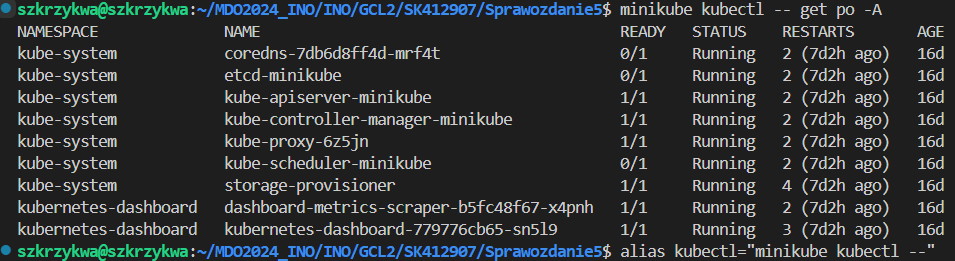 szkrzykwa@szkrzykwa:~/MDO2024_INO/INO/GCL2/SK412907/Sprawozdanie5$ minikube kubectl -- get po -A
NAMESPACE NAME READY STATUS RESTARTS AGE
kube-system coredns-7db6d8ff4d-mrf4t 0/1 Running 2 (7d2h ago) 16d
kube-system etcd-minikube 0/1 Running 2 (7d2h ago) 16d
kube-system kube-apiserver-minikube 1/1 Running 2 (7d2h ago) 16d
kube-system kube-controller-manager-minikube 1/1 Running 2 (7d2h ago) 16d
kube-system kube-proxy-6z5jn 1/1 Running 2 (7d2h ago) 16d
kube-system kube-scheduler-minikube 0/1 Running 2 (7d2h ago) 16d
kube-system storage-provisioner 1/1 Running 4 (7d2h ago) 16d
kubernetes-dashboard dashboard-metrics-scraper-b5fc48f67-x4pnh 1/1 Running 2 (7d2h ago) 16d
kubernetes-dashboard kubernetes-dashboard-779776cb65-sn5l9 1/1 Running 3 (7d2h ago) 16d
szkrzykwa@szkrzykwa:~/MDO2024_INO/INO/GCL2/SK412907/Sprawozdanie5$ alias kubectl="minikube kubectl --"